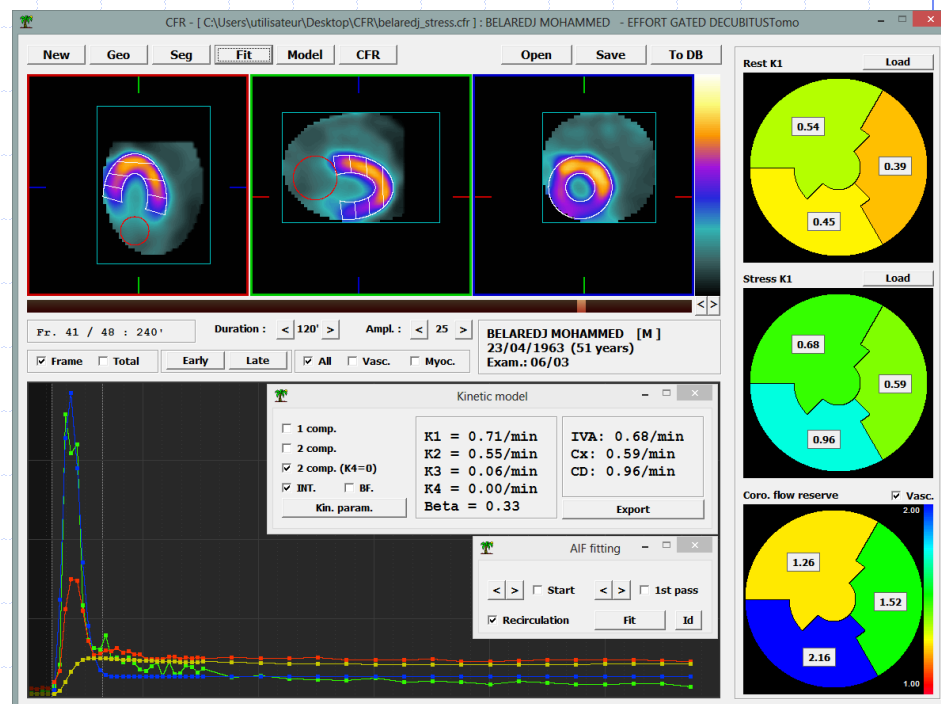 CFR - [ C:\Users\utilisateur\Desktop\CFR\belaredj_stress.cfr ] : BELAREDJ MOHAMMED - EFFORT GATED DECUBITUSTomo
New Geo Seg Fit Model CFR Open Save To DB
Rest K1 Load
0.54
0.39
0.45
Stress K1 Load
0.68
0.59
0.96
Coro. flow reserve Vasc.
2.00
1.26
1.52
2.16
1.00
< >
Fr. 41 / 48 : 240'
Duration : < 120' > Ampl. : < 25 >
Frame Total Early Late All Vasc. Myoc.
BELAREDJ MOHAMMED [M ]
23/04/1963 (51 years)
Exam.: 06/03
Kinetic model
1 comp.
2 comp.
2 comp. (K4=0)
INT. BF.
Kin. param.
K1 = 0.71/min
K2 = 0.55/min
K3 = 0.06/min
K4 = 0.00/min
Beta = 0.33
IVA: 0.68/min
Cx: 0.59/min
CD: 0.96/min
Export
AIF fitting
< > Start < > 1st pass
Recirculation Fit Id